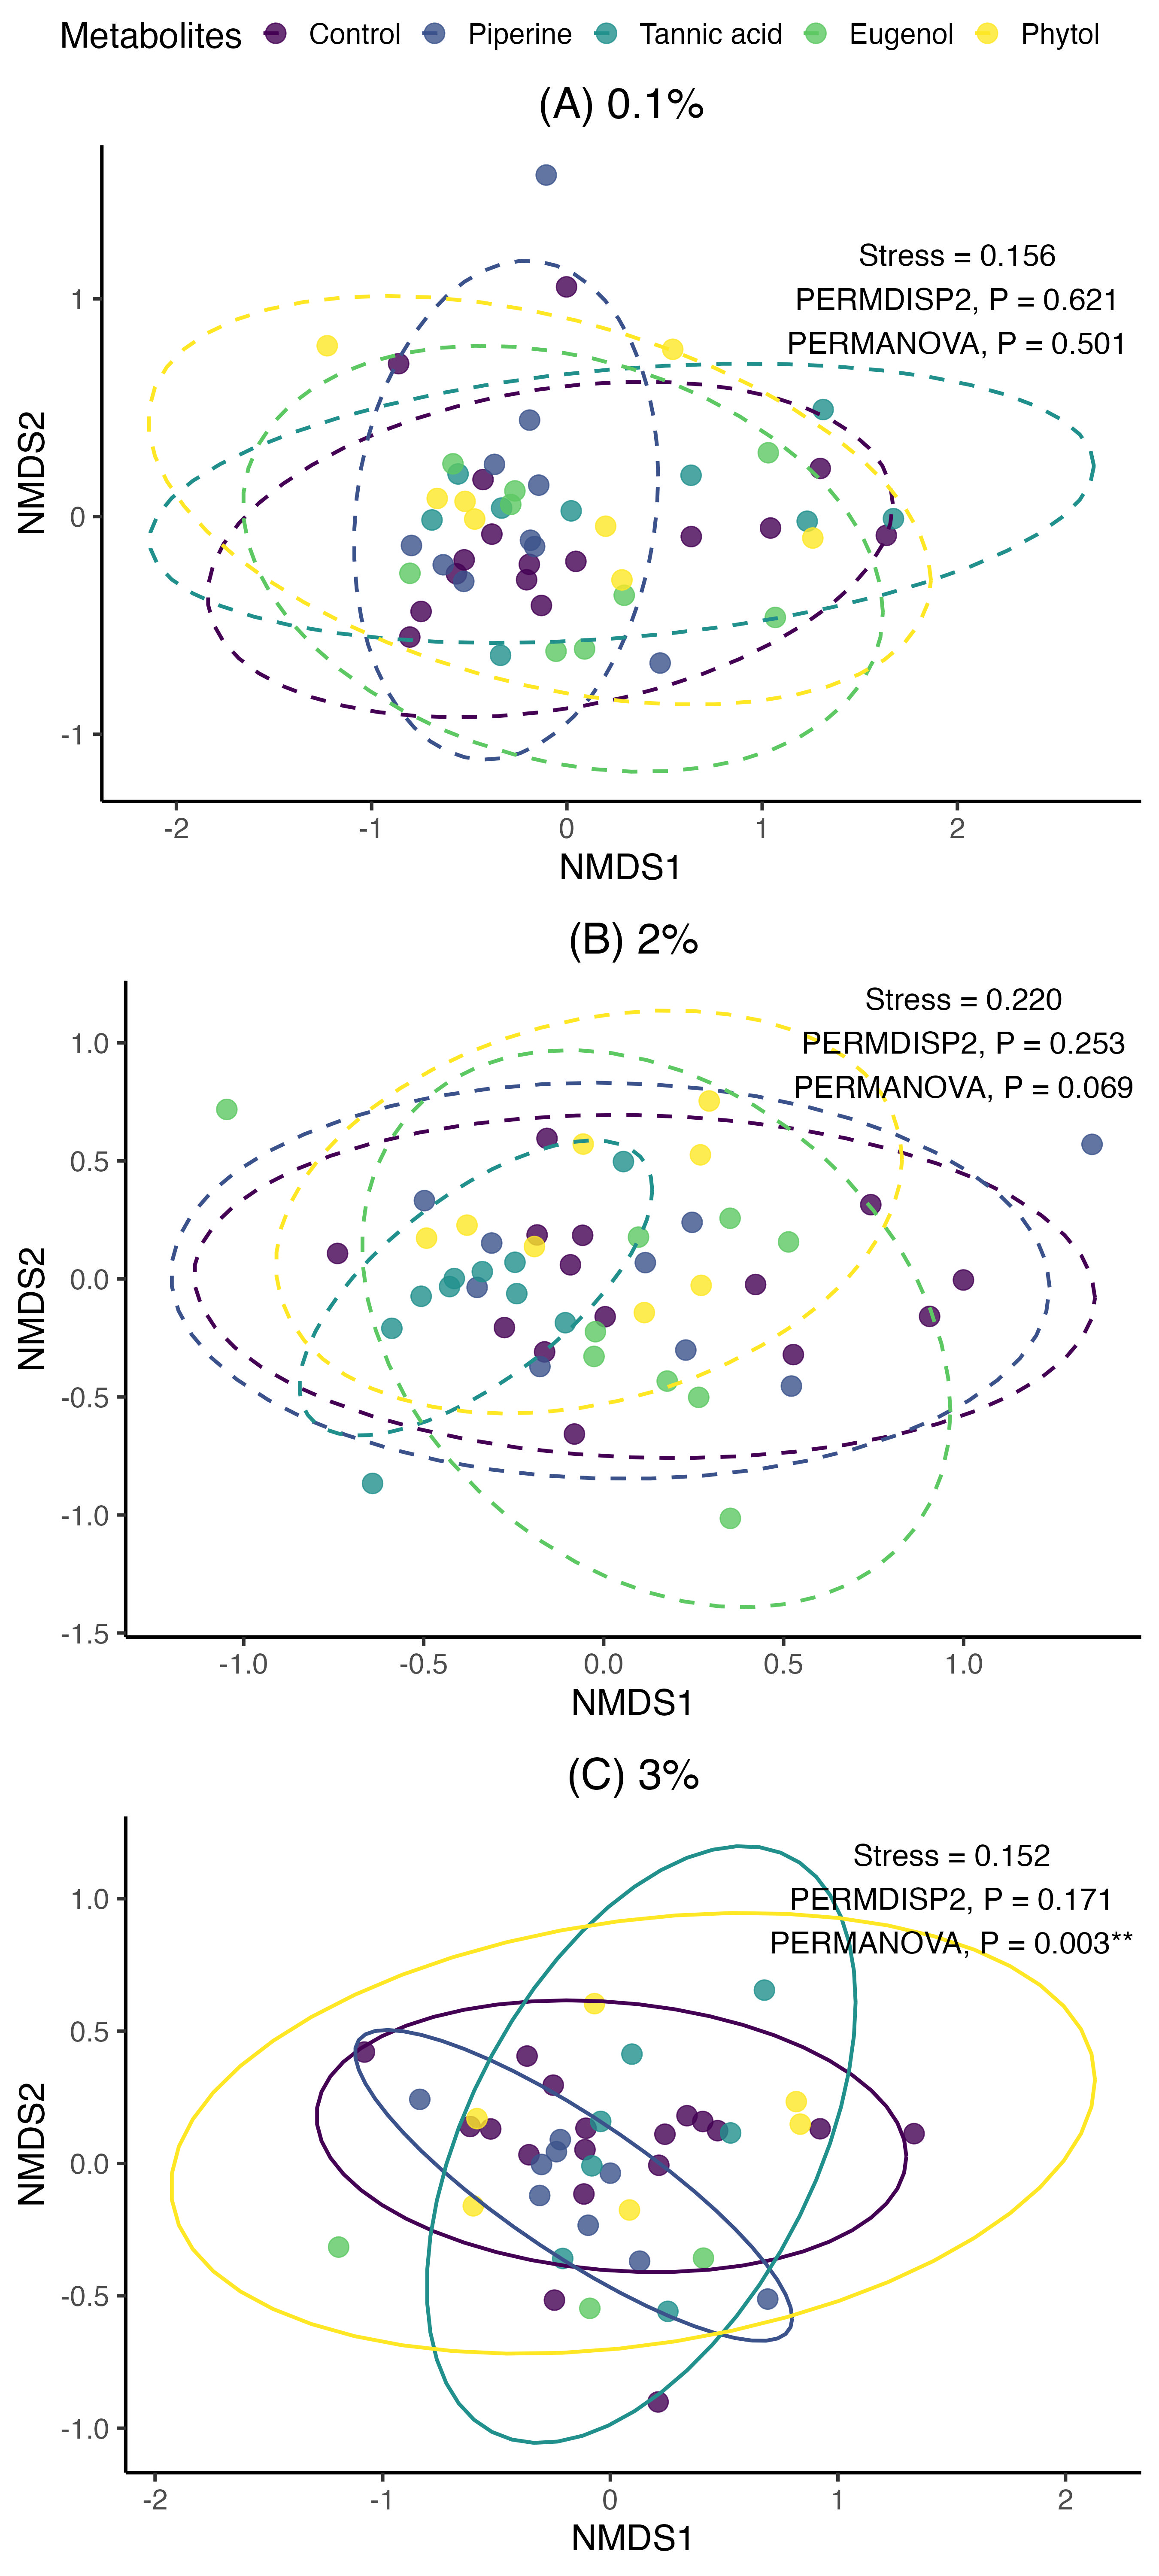 Metabolites Control Piperine Tannic acid Eugenol Phytol
(A) 0.1%
Stress = 0.156
PERMDISP2, P = 0.621
PERMANOVA, P = 0.501
NMDS2
1
0
-1
-2 -1 0 1 2
NMDS1
(B) 2%
Stress = 0.220
PERMDISP2, P = 0.253
PERMANOVA, P = 0.069
NMDS2
1.0
0.5
0.0
-0.5
-1.0
-1.5
-1.0 -0.5 0.0 0.5 1.0
NMDS1
(C) 3%
Stress = 0.152
PERMDISP2, P = 0.171
PERMANOVA, P = 0.003**
NMDS2
1.0
0.5
0.0
-0.5
-1.0
-2 -1 0 1 2
NMDS1